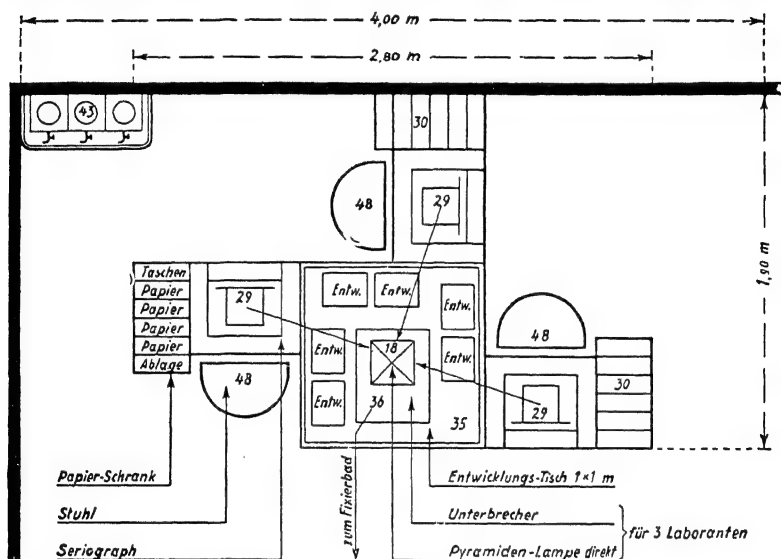 4,00 m
2,80 m
43
30
48
29
1,90 m
Taschen
Papier
Papier
Papier
Papier
Ablage
29
48
Entw.
Entw.
Entw.
Entw.
Entw.
Entw.
18
36
35
48
29
30
Papier-Schrank
Stuhl
Seriograph
zum Fixierbad
Entwicklungs-Tisch 1×1 m
Unterbrecher
Pyramiden-Lampe direkt
für 3 Laboranten